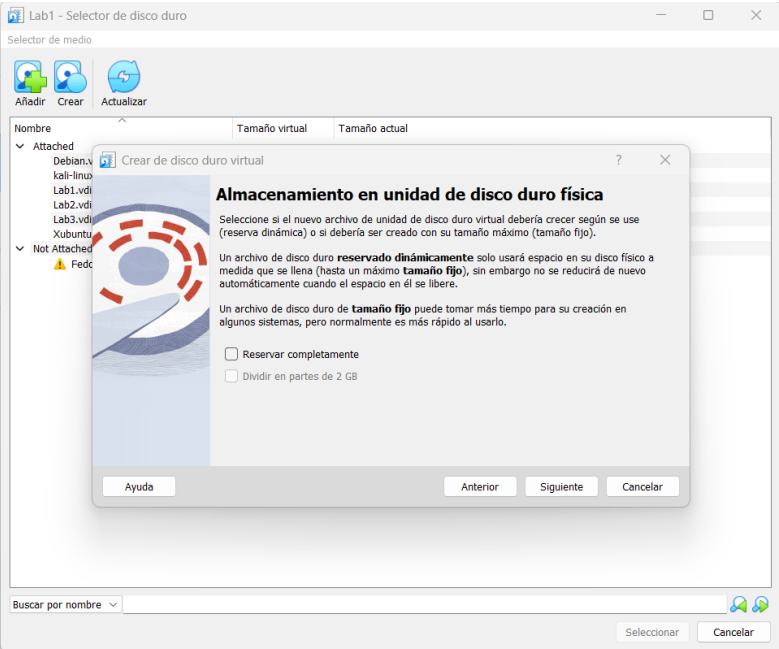 Lab1 - Selector de disco duro
Selector de medio
Añadir Crear Actualizar
Nombre Tamaño virtual Tamaño actual
Attached
Debian.v
kali-linux
Lab1.vdi
Lab2.vdi
Lab3.vdi
Xubuntu
Not Attached
Fedo
Crear de disco duro virtual ?
Almacenamiento en unidad de disco duro física
Seleccione si el nuevo archivo de unidad de disco duro virtual debería crecer según se use
(reserva dinámica) o si debería ser creado con su tamaño máximo (tamaño fijo).
Un archivo de disco duro reservado dinámicamente solo usará espacio en su disco físico a
medida que se llena (hasta un máximo tamaño fijo), sin embargo no se reducirá de nuevo
automáticamente cuando el espacio en él se libere.
Un archivo de disco duro de tamaño fijo puede tomar más tiempo para su creación en
algunos sistemas, pero normalmente es más rápido al usarlo.
Reservar completamente
Dividir en partes de 2 GB
Ayuda Anterior Siguiente Cancelar
Buscar por nombre
Seleccionar Cancelar